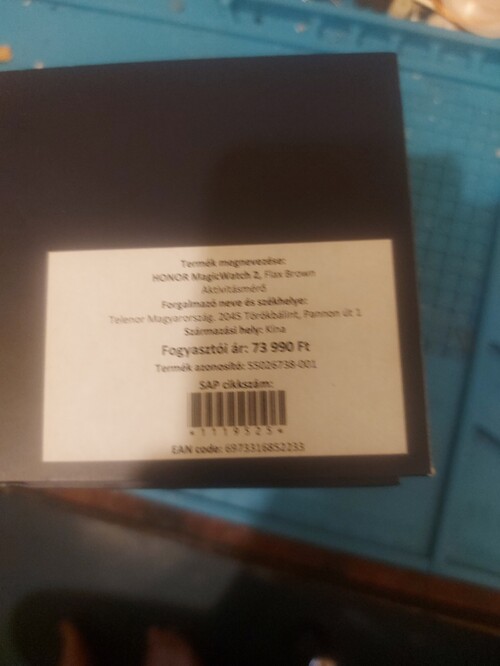 Termék megnevezése:
HONOR MagicWatch 2, Flax Brown
Aktivitásmérő
Forgalmazó neve és székhelye:
Telenor Magyarország, 2045 Törökbálint, Pannon út 1
Származási hely: Kína
Fogyasztói ár: 73 990 Ft
Termék azonosító: 55026738-001
SAP cikkszám:
*1119525*
EAN code: 6973316852233